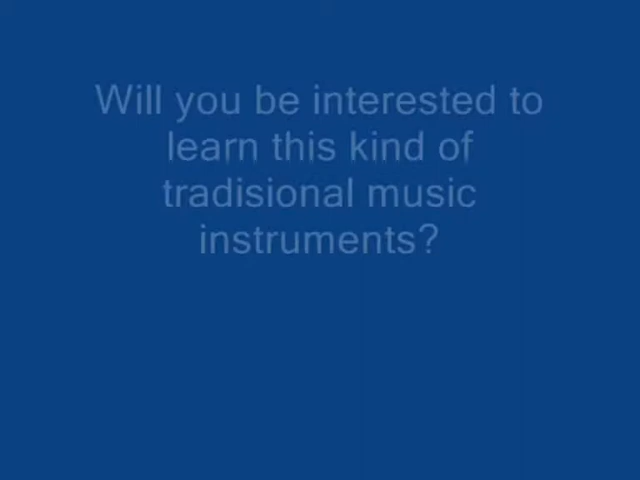 Will you be interested to
learn this kind of
tradisional music
instruments?